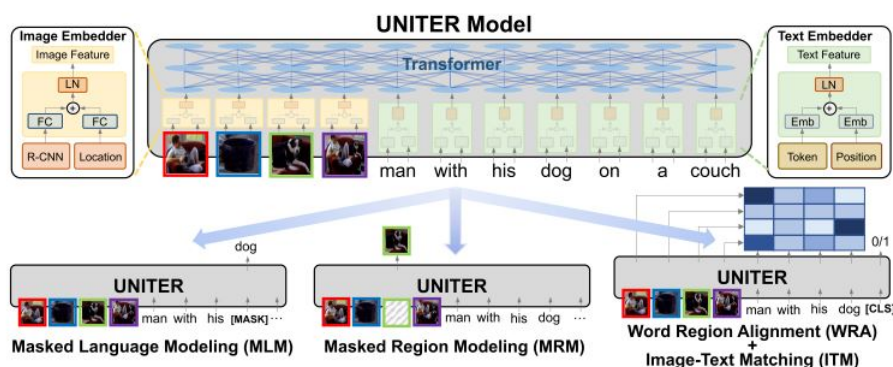 UNITER Model
Image Embedder
Image Feature
LN
+
FC
FC
R-CNN
Location
Transformer
man with his dog on a couch
Text Embedder
Text Feature
LN
+
Emb
Emb
Token
Position
dog
UNITER
man with his [MASK] ...
Masked Language Modeling (MLM)
UNITER
man with his dog ...
Masked Region Modeling (MRM)
0/1
UNITER
man with his dog [CLS]
Word Region Alignment (WRA)
+
Image-Text Matching (ITM)